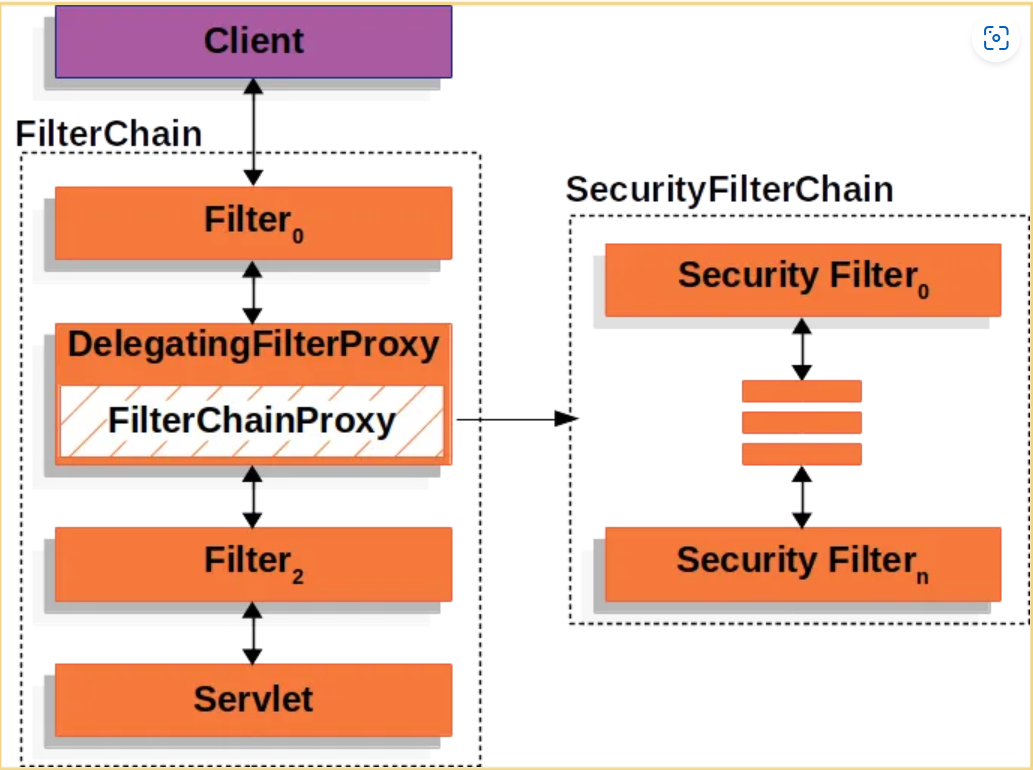 Client
FilterChain
Filter0
DelegatingFilterProxy
FilterChainProxy
Filter2
Servlet
SecurityFilterChain
Security Filter0
Security Filtern